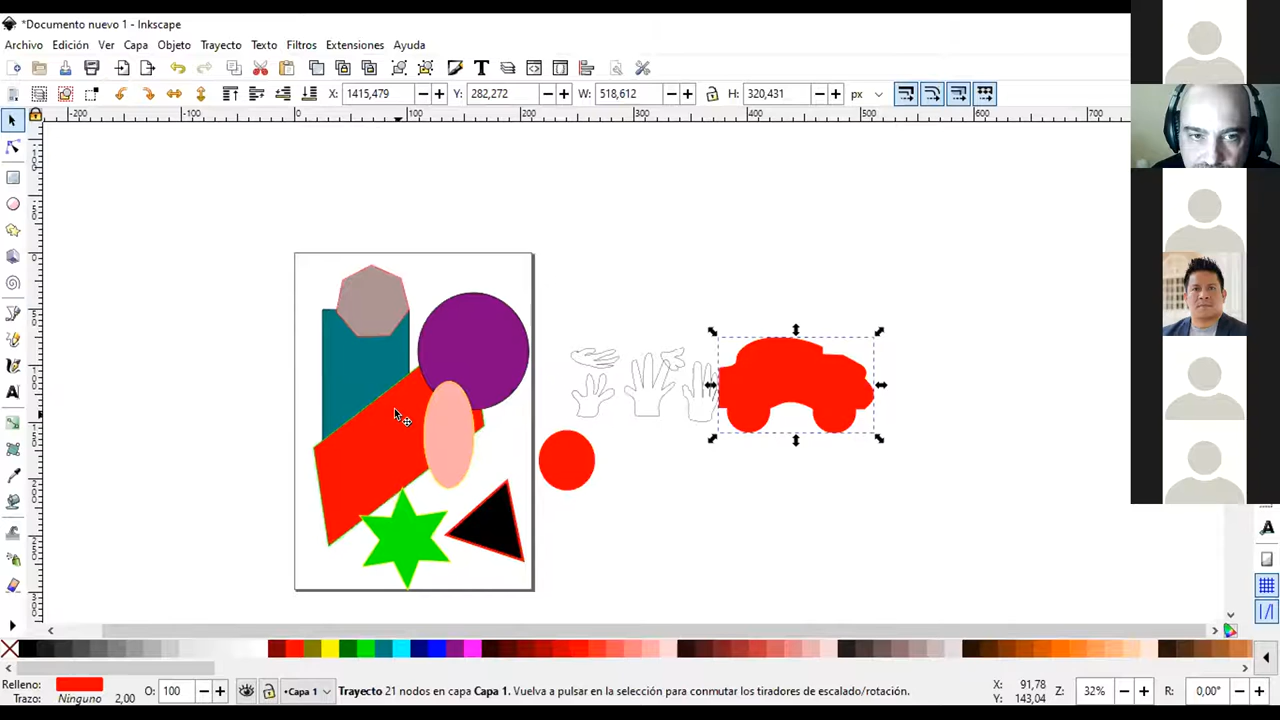 *Documento nuevo 1 - Inkscape
Archivo Edición Ver Capa Objeto Trayecto Texto Filtros Extensiones Ayuda
X: 1415,479 Y: 282,272 W: 518,612 H: 320,431 px
-200 -100 0 100 200 300 400 500 600 700
Relleno: O: 100 •Capa 1 Trayecto 21 nodos en capa Capa 1. Vuelva a pulsar en la selección para conmutar los tiradores de escalado/rotación. X: 91,78 Z: 32% R: 0,00°
Trazo: Ninguno 2,00 Y: 143,04